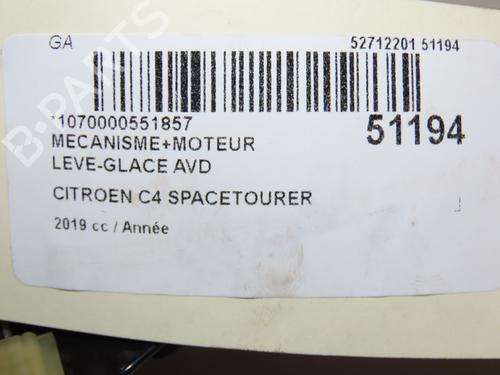 GA
52712201 51194
*1070000551857
51194
MECANISME+MOTEUR
LEVE-GLACE AVD
CITROEN C4 SPACETOURER
2019 cc / Année
B-PARTS